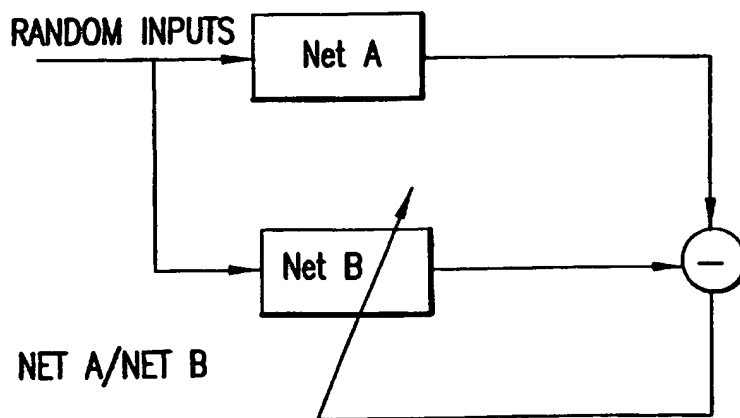 RANDOM INPUTS
Net A
Net B
−
NET A/NET B